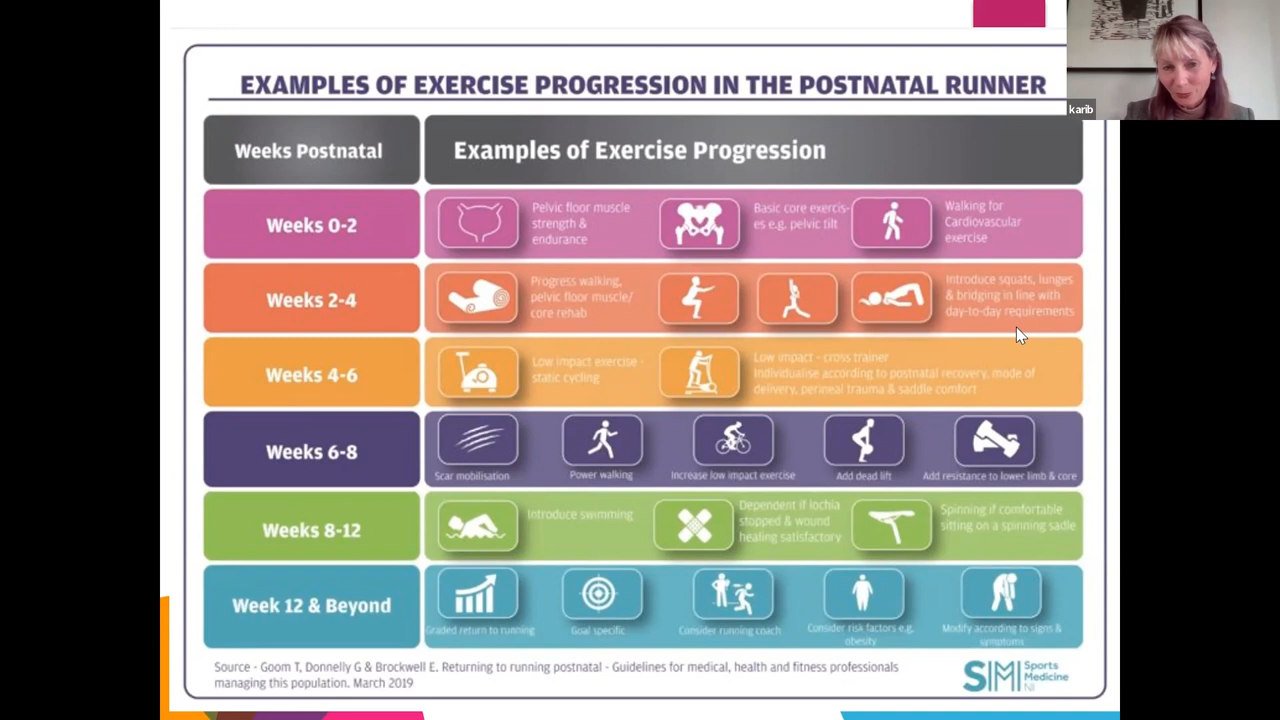 karib
EXAMPLES OF EXERCISE PROGRESSION IN THE POSTNATAL RUNNER
Weeks Postnatal
Examples of Exercise Progression
Weeks 0-2
Pelvic floor muscle
strength &
endurance
Basic core exercis-
es e.g. pelvic tilt
Walking for
Cardiovascular
exercise
Weeks 2-4
Progress walking,
pelvic floor muscle/
core rehab
Introduce squats, lunges
& bridging in line with
day-to-day requirements
Weeks 4-6
Low impact exercise -
static cycling
Low impact - cross trainer
Individualise according to postnatal recovery, mode of
delivery, perineal trauma & saddle comfort
Weeks 6-8
Scar mobilisation
Power walking
Increase low impact exercise
Add dead lift
Add resistance to lower limb & core
Weeks 8-12
Introduce swimming
Dependent if lochia
stopped & wound
healing satisfactory
Spinning if comfortable
sitting on a spinning sadle
Week 12 & Beyond
Graded return to running
Goal specific
Consider running coach
Consider risk factors e.g.
obesity
Modify according to signs &
symptoms
Source - Goom T, Donnelly G & Brockwell E. Returning to running postnatal - Guidelines for medical, health and fitness professionals
managing this population. March 2019
SMI Sports
Medicine
NI